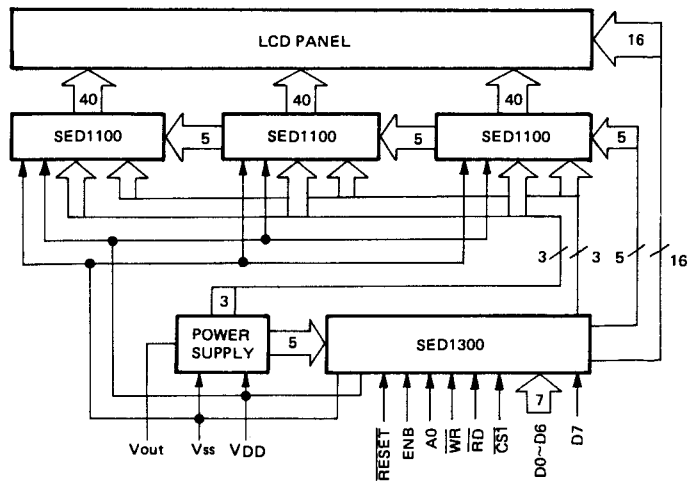 LCD PANEL
16
40
40
40
SED1100
5
SED1100
5
SED1100
5
3
3
5
16
3
POWER
SUPPLY
5
SED1300
7
Vout
Vss
VDD
RESET
ENB
A0
WR
RD
CS1
D0~D6
D7